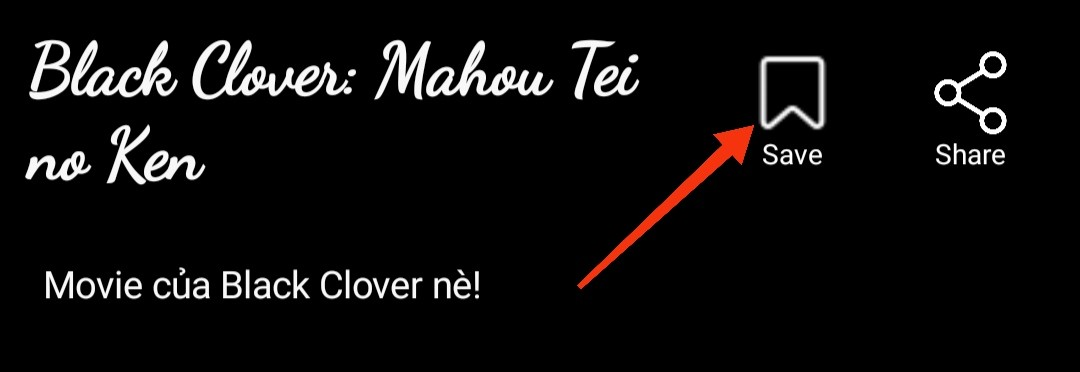 Black Clover: Mahou Tei
no Ken
Save
Share
Movie của Black Clover nè!